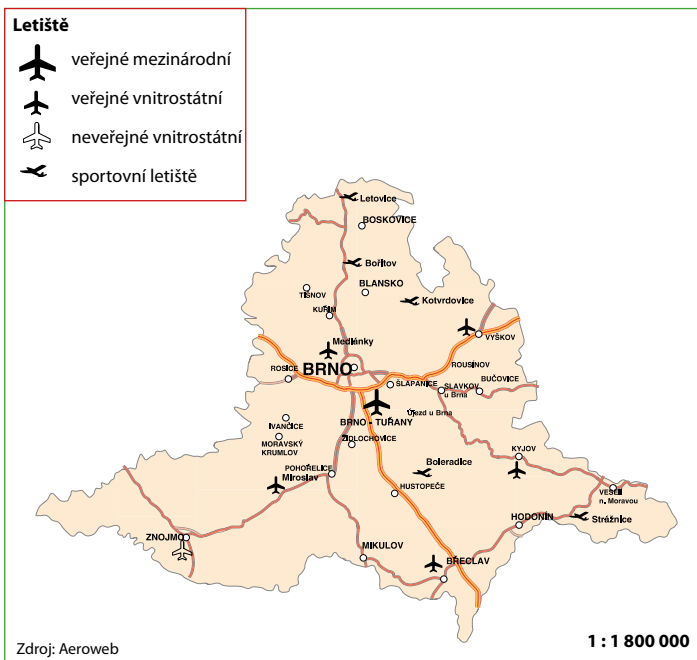 Letiště
veřejné mezinárodní
veřejné vnitrostátní
neveřejné vnitrostátní
sportovní letiště
Letovice
BOSKOVICE
Bořitov
BLANSKO
TIŠNOV
Kotvrdovice
KUŘIM
VYŠKOV
Medlánky
ROUSÍNOV
BRNO
ROSICE
ŠLAPANICE
SLAVKOV
u Brna
BUČOVICE
Újezd u Brna
IVANČICE
BRNO - TUŘANY
MORAVSKÝ
KRUMLOV
ŽIDLOCHOVICE
KYJOV
Boleradice
POHOŘELICE
Miroslav
HUSTOPEČE
VESELÍ
n. Moravou
Strážnice
HODONÍN
ZNOJMO
MIKULOV
BŘECLAV
Zdroj: Aeroweb
1 : 1 800 000